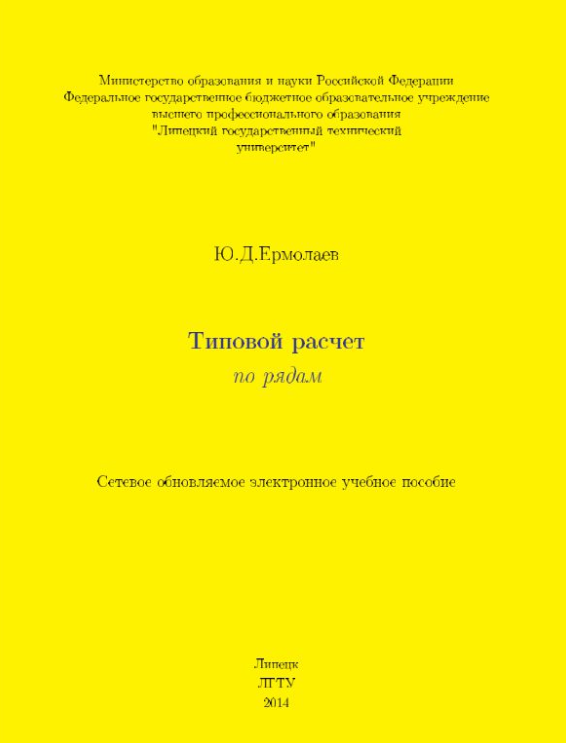 Министерство образования и науки Российской Федерации
Федеральное государственное бюджетное образовательное учреждение
высшего профессионального образования
"Липецкий государственный технический
университет"
Ю.Д.Ермолаев
Типовой расчет
по рядам
Сетевое обновляемое электронное учебное пособие
Липецк
ЛГТУ
2014